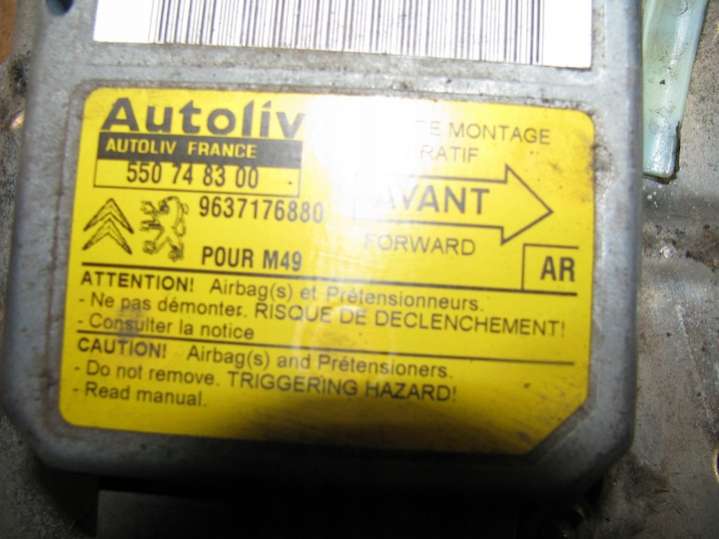 Autoliv
AUTOLIV FRANCE
550 74 83 00
MONTAGE
AVANT
FORWARD
9637176880
POUR M49
AR
ATTENTION! Airbag(s) et Prétensionneurs.
- Ne pas démonter. RISQUE DE DECLENCHEMENT!
- Consulter la notice
CAUTION! Airbag(s) and Prétensioners.
- Do not remove. TRIGGERING HAZARD!
- Read manual.